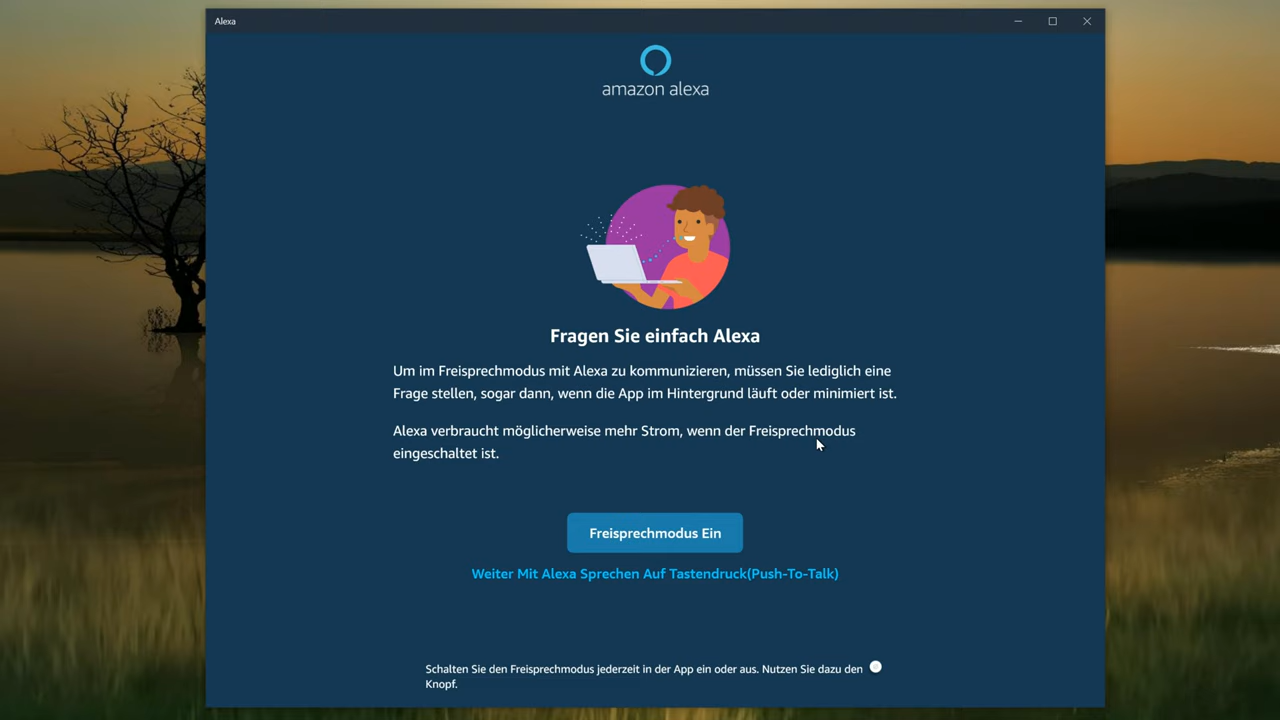 Alexa
amazon alexa
Fragen Sie einfach Alexa
Um im Freisprechmodus mit Alexa zu kommunizieren, müssen Sie lediglich eine
Frage stellen, sogar dann, wenn die App im Hintergrund läuft oder minimiert ist.
Alexa verbraucht möglicherweise mehr Strom, wenn der Freisprechmodus
eingeschaltet ist.
Freisprechmodus Ein
Weiter Mit Alexa Sprechen Auf Tastendruck(Push-To-Talk)
Schalten Sie den Freisprechmodus jederzeit in der App ein oder aus. Nutzen Sie dazu den
Knopf.